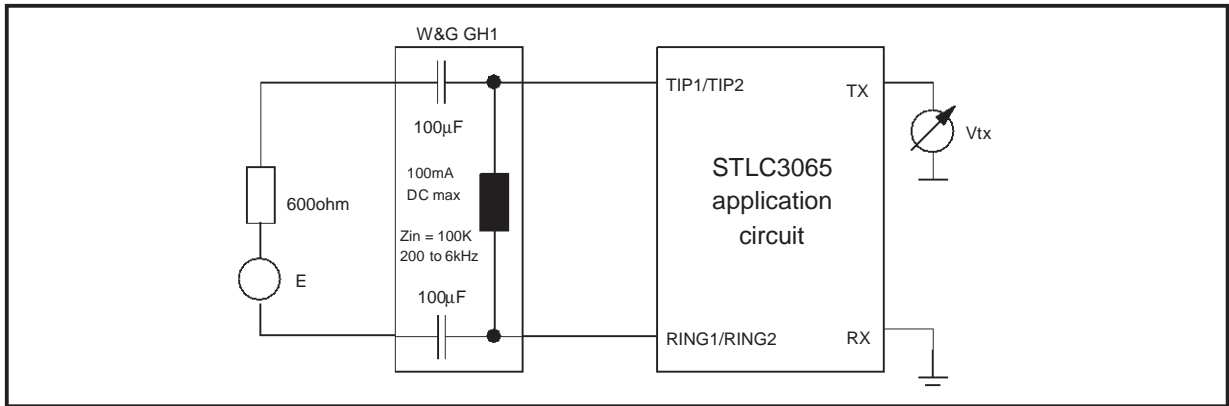 W&G GH1
TIP1/TIP2
TX
100μF
Vtx
STLC3065
application
circuit
100mA
DC max
600ohm
Zin = 100K
200 to 6kHz
E
100μF
RING1/RING2
RX